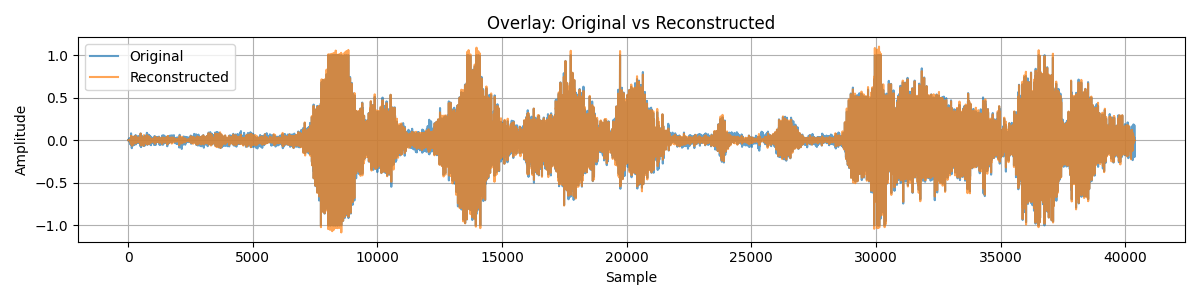 Overlay: Original vs Reconstructed
Original
Reconstructed
Amplitude
1.0
0.5
0.0
−0.5
−1.0
0 5000 10000 15000 20000 25000 30000 35000 40000
Sample